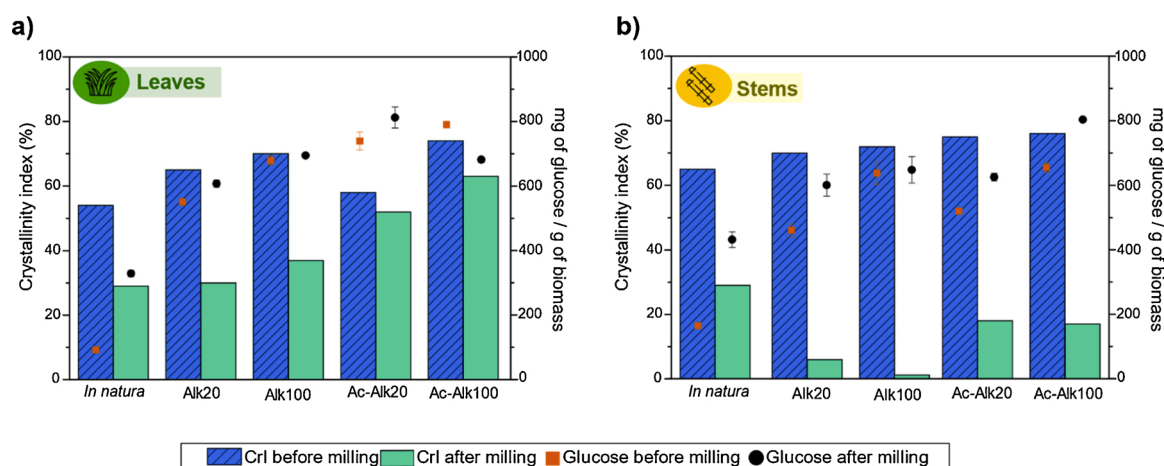 a)
Leaves
Crystallinity index (%)
100
80
60
40
20
0
1000
800
600
400
200
0
mg of glucose / g of biomass
In natura Alk20 Alk100 Ac-Alk20 Ac-Alk100
b)
Stems
Crystallinity index (%)
100
80
60
40
20
0
1000
800
600
400
200
0
mg of glucose / g of biomass
In natura Alk20 Alk100 Ac-Alk20 Ac-Alk100
CrI before milling CrI after milling Glucose before milling Glucose after milling